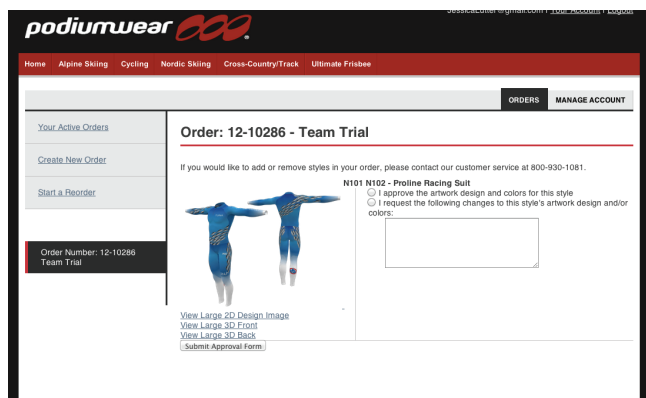 podiumwear
Your Account | Logout
Home Alpine Skiing Cycling Nordic Skiing Cross-Country/Track Ultimate Frisbee
ORDERS MANAGE ACCOUNT
Your Active Orders
Create New Order
Start a Reorder
Order Number: 12-10286
Team Trial
Order: 12-10286 - Team Trial
If you would like to add or remove styles in your order, please contact our customer service at 800-930-1081.
N101 N102 - Proline Racing Suit
I approve the artwork design and colors for this style
I request the following changes to this style's artwork design and/or
colors:
View Large 2D Design Image
View Large 3D Front
View Large 3D Back
Submit Approval Form